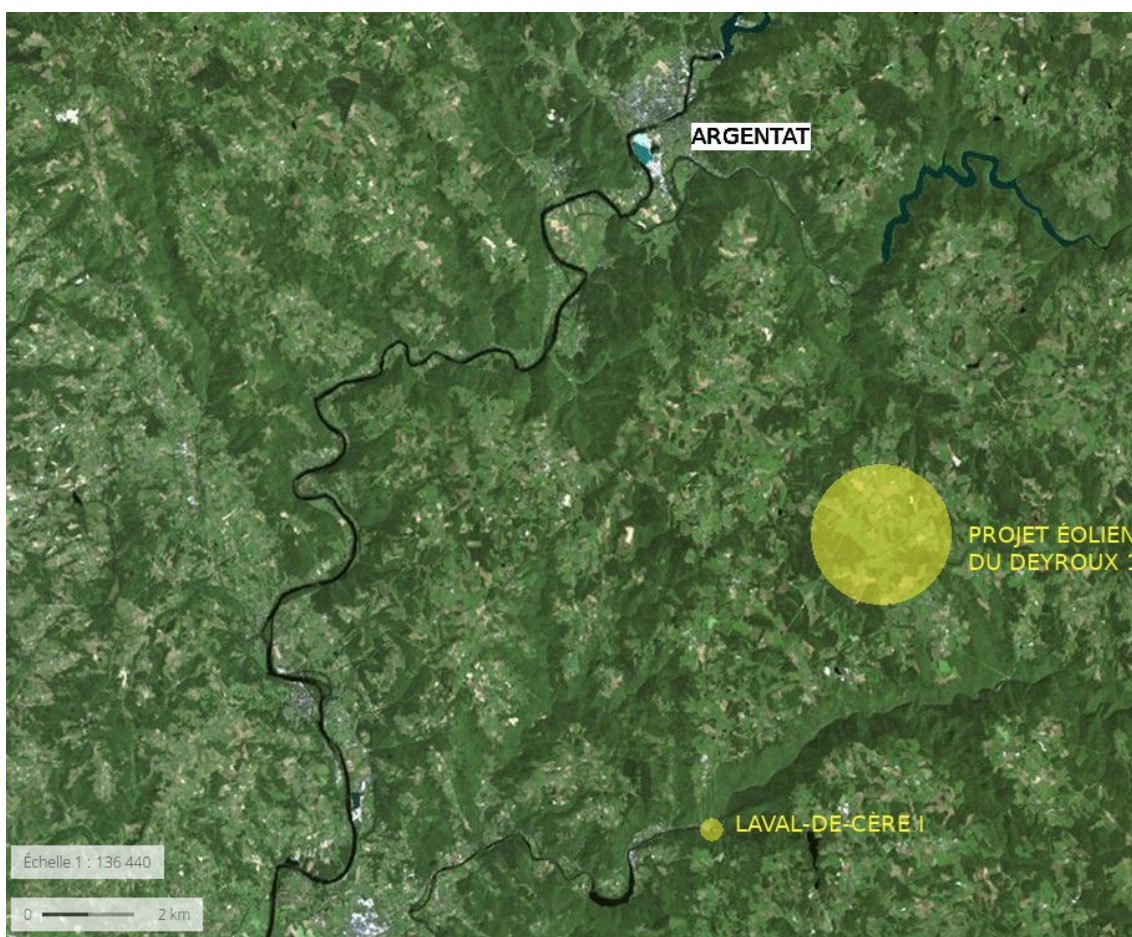 ARGENTAT
PROJET ÉOLIEN
DU DEYROUX
LAVAL-DE-CÈRE I
Échelle 1 : 136 440
0 2 km